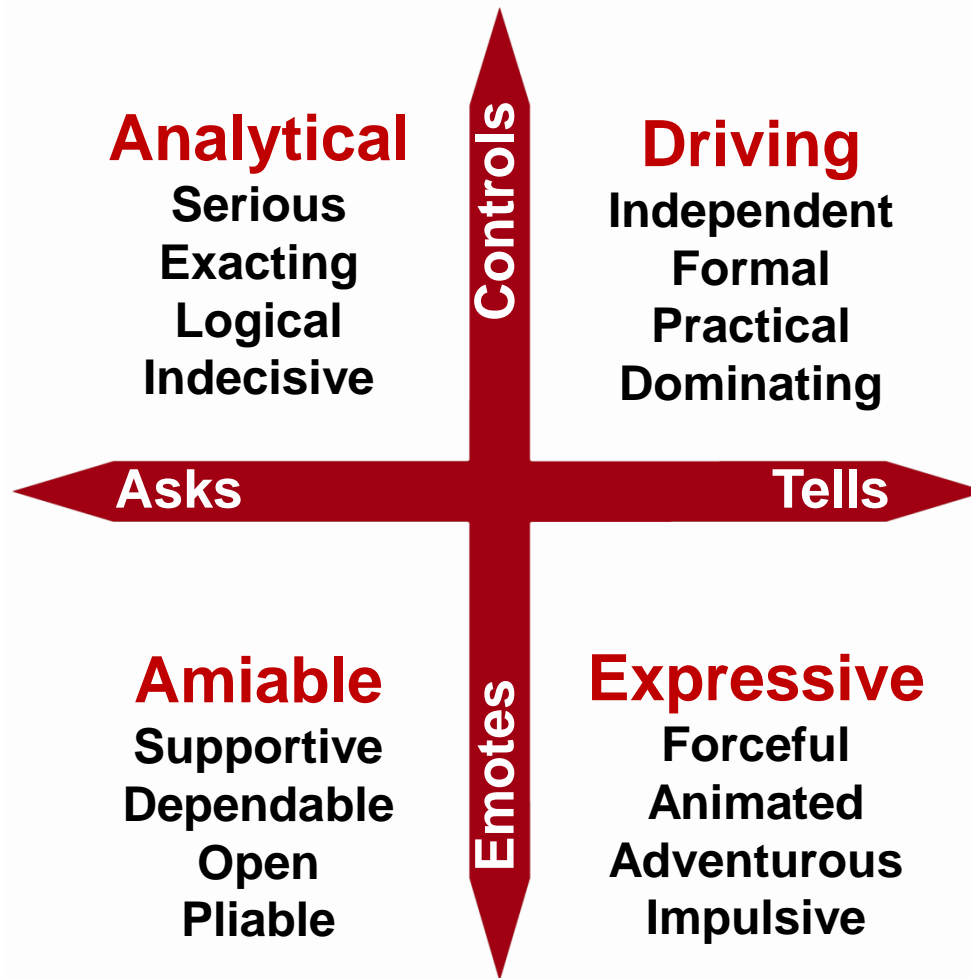 Analytical
Serious
Exacting
Logical
Indecisive
Controls
Driving
Independent
Formal
Practical
Dominating
Asks
Tells
Amiable
Supportive
Dependable
Open
Pliable
Emotes
Expressive
Forceful
Animated
Adventurous
Impulsive